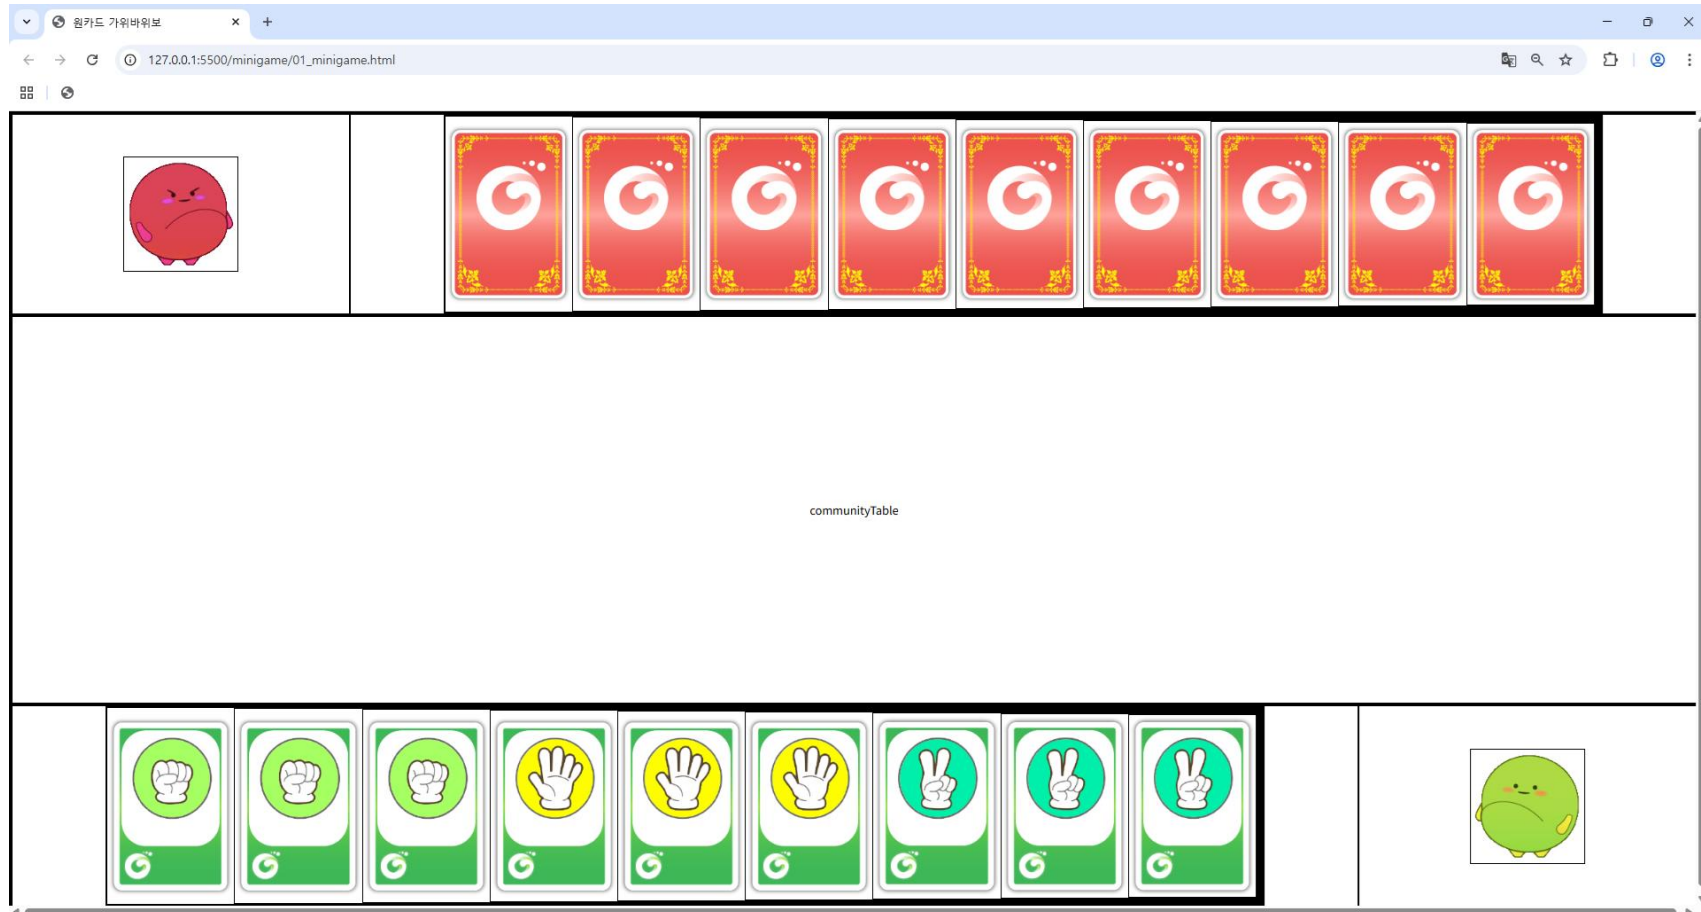 원카드 가위바위보
127.0.0.1:5500/minigame/01_minigame.html
communityTable